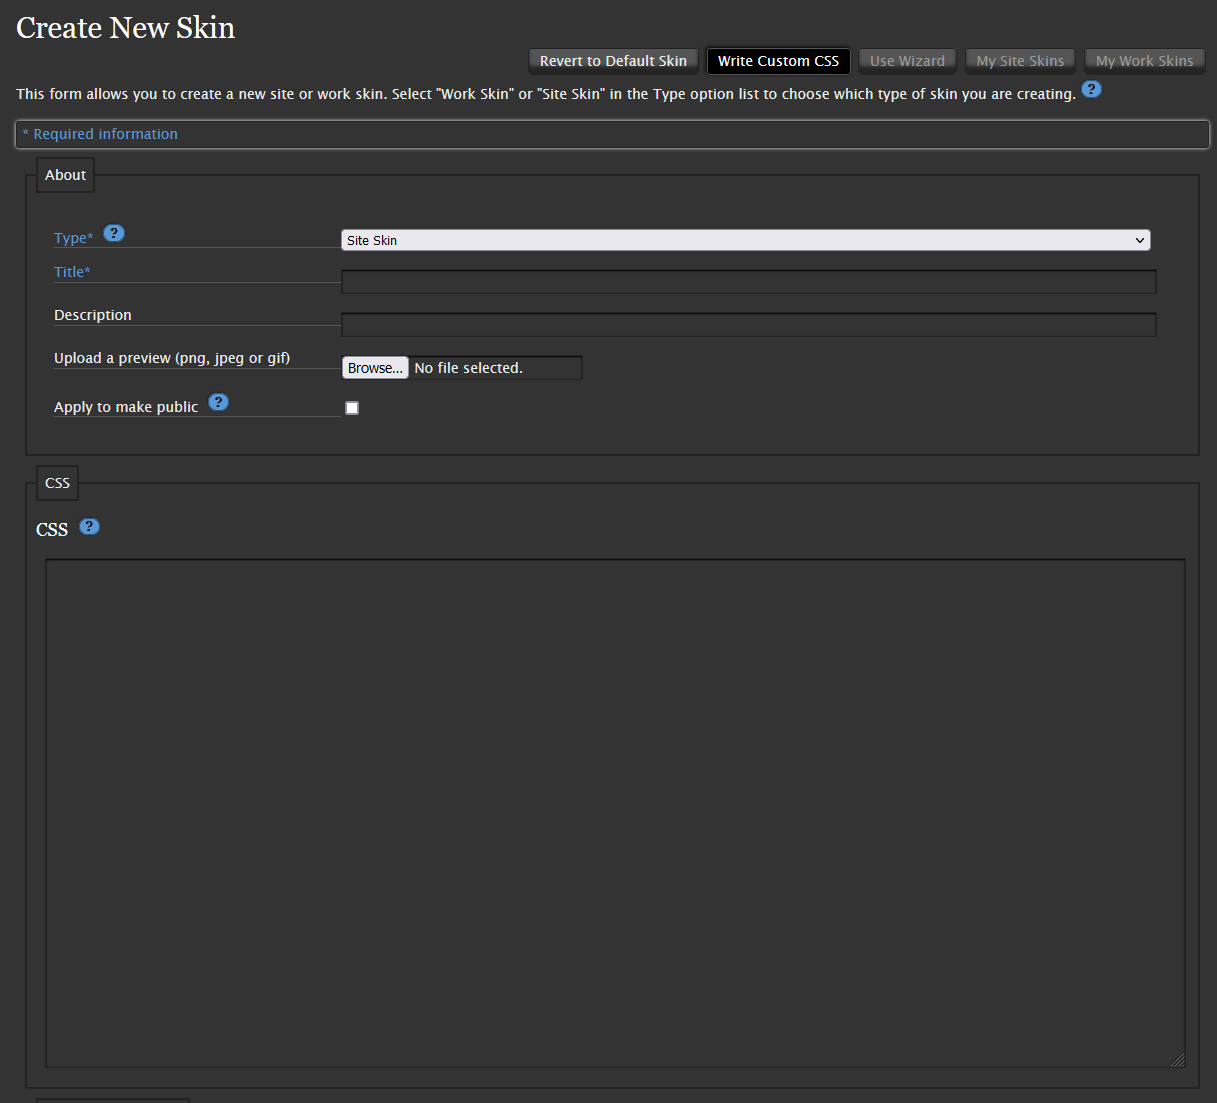 Create New Skin
Revert to Default Skin Write Custom CSS Use Wizard My Site Skins My Work Skins
This form allows you to create a new site or work skin. Select "Work Skin" or "Site Skin" in the Type option list to choose which type of skin you are creating. ?
* Required information
About
Type* ? Site Skin
Title*
Description
Upload a preview (png, jpeg or gif) Browse... No file selected.
Apply to make public ?
CSS
CSS ?